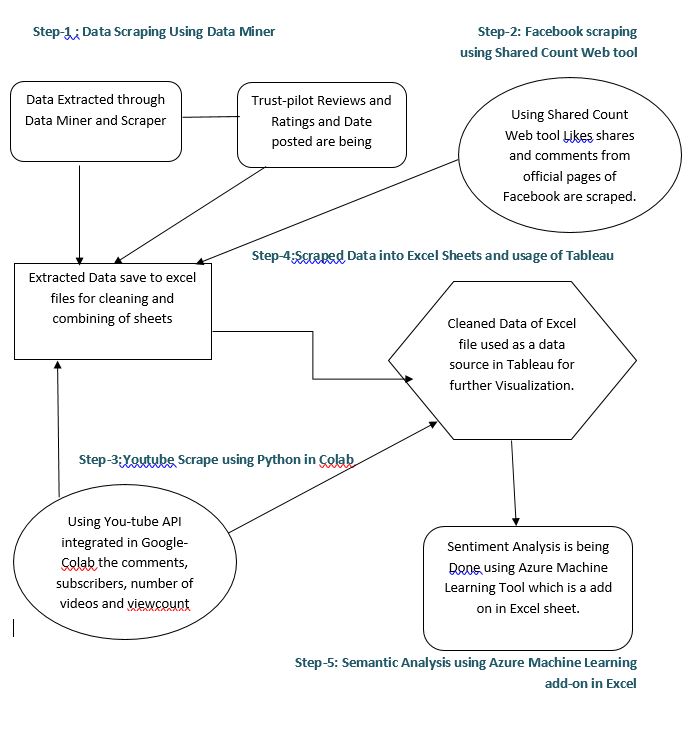 Step-1 : Data Scraping Using Data Miner
Step-2: Facebook scraping
using Shared Count Web tool
Data Extracted through
Data Miner and Scraper
Trust-pilot Reviews and
Ratings and Date
posted are being
Using Shared Count
Web tool Likes shares
and comments from
official pages of
Facebook are scraped.
Step-4:Scraped Data into Excel Sheets and usage of Tableau
Extracted Data save to excel
files for cleaning and
combining of sheets
Cleaned Data of Excel
file used as a data
source in Tableau for
further Visualization.
Step-3:Youtube Scrape using Python in Colab
Using You-tube API
integrated in Google-
Colab the comments,
subscribers, number of
videos and viewcount
Sentiment Analysis is being
Done using Azure Machine
Learning Tool which is a add
on in Excel sheet.
Step-5: Semantic Analysis using Azure Machine Learning
add-on in Excel